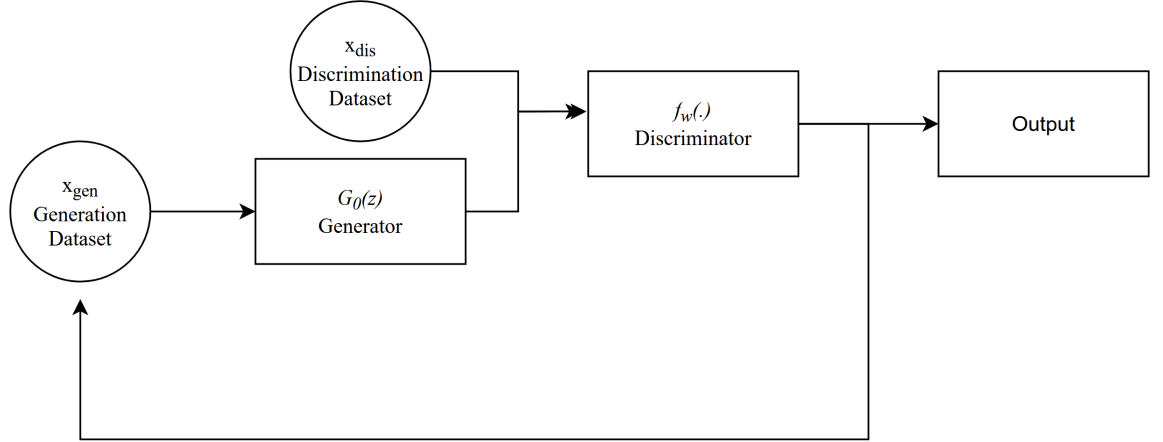 x_dis
Discrimination
Dataset
f_w(.)
Discriminator
Output
x_gen
Generation
Dataset
G_0(z)
Generator